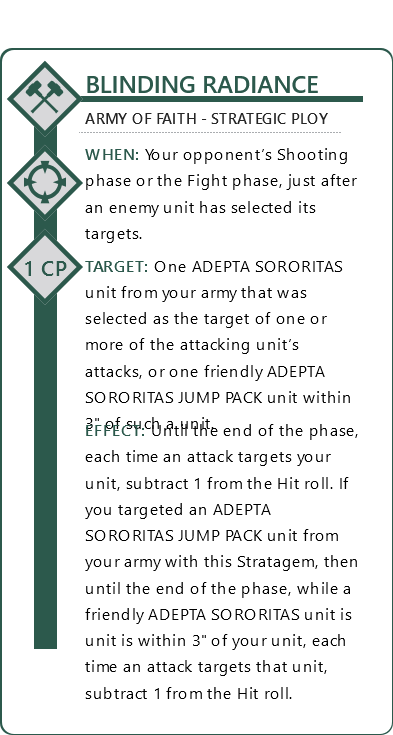 BLINDING RADIANCE
ARMY OF FAITH - STRATEGIC PLOY
WHEN: Your opponent's Shooting
phase or the Fight phase, just after
an enemy unit has selected its
targets.
1 CP
TARGET: One ADEPTA SORORITAS
unit from your army that was
selected as the target of one or
more of the attacking unit's
attacks, or one friendly ADEPTA
SORORITAS JUMP PACK unit within
3" of such a unit.
EFFECT: Until the end of the phase,
each time an attack targets your
unit, subtract 1 from the Hit roll. If
you targeted an ADEPTA
SORORITAS JUMP PACK unit from
your army with this Stratagem, then
until the end of the phase, while a
friendly ADEPTA SORORITAS unit is
unit is within 3" of your unit, each
time an attack targets that unit,
subtract 1 from the Hit roll.